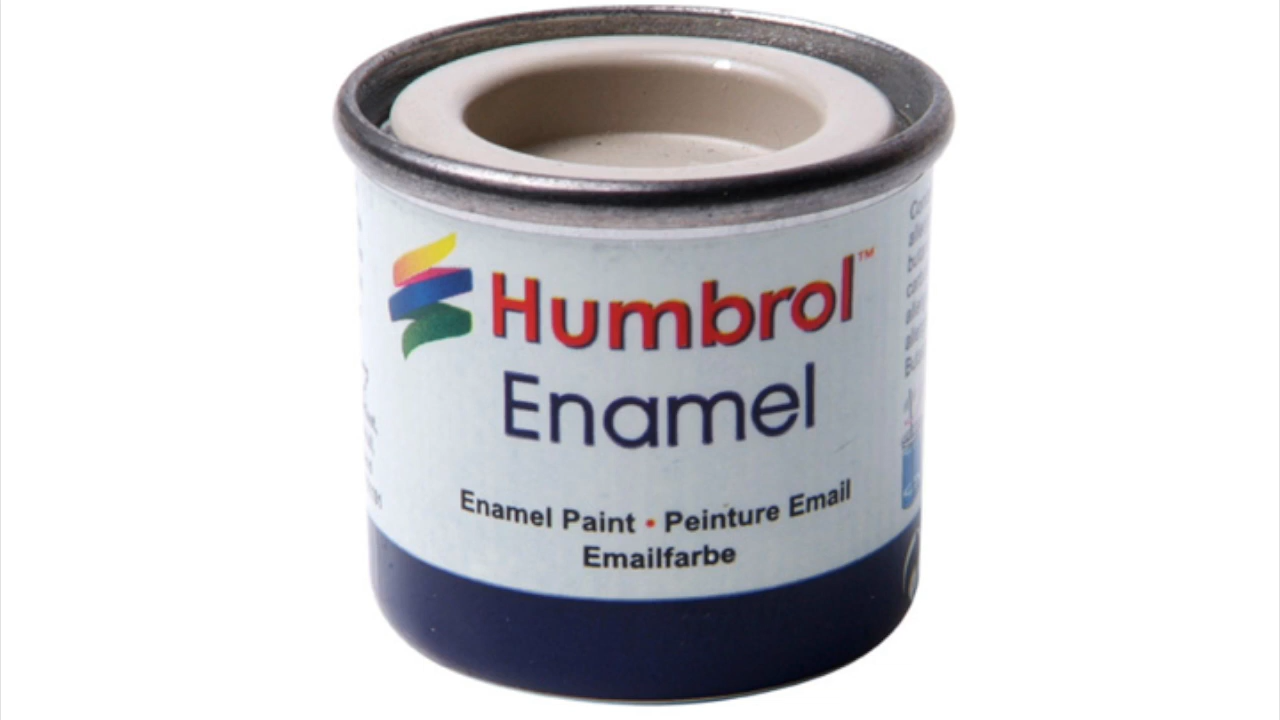 Humbrol™
Enamel
Enamel Paint • Peinture Email
Emailfarbe